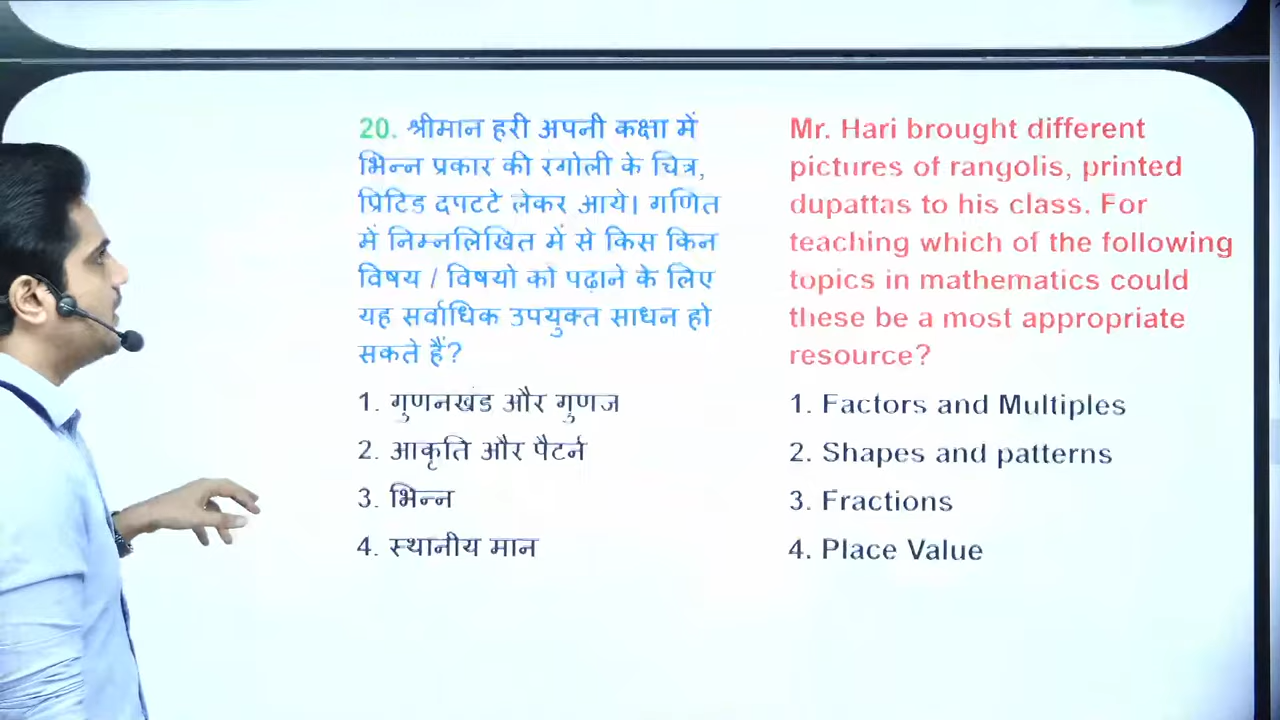 20. श्रीमान हरी अपनी कक्षा में
भिन्न प्रकार की रंगोली के चित्र,
प्रिंटिड दुपटटे लेकर आये। गणित
में निम्नलिखित में से किस किन
विषय / विषयो को पढ़ाने के लिए
यह सर्वाधिक उपयुक्त साधन हो
सकते हैं?
1. गुणनखंड और गुणज
2. आकृति और पैटर्न
3. भिन्न
4. स्थानीय मान
Mr. Hari brought different
pictures of rangolis, printed
dupattas to his class. For
teaching which of the following
topics in mathematics could
these be a most appropriate
resource?
1. Factors and Multiples
2. Shapes and patterns
3. Fractions
4. Place Value